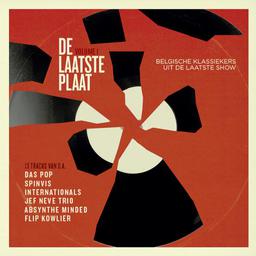 DE
LAATSTE
PLAAT
VOLUME 1
BELGISCHE KLASSIEKERS
UIT DE LAATSTE SHOW
13 TRACKS VAN O.A.
DAS POP
SPINVIS
INTERNATIONALS
JEF NEVE TRIO
ABSYNTHE MINDED
FLIP KOWLIER